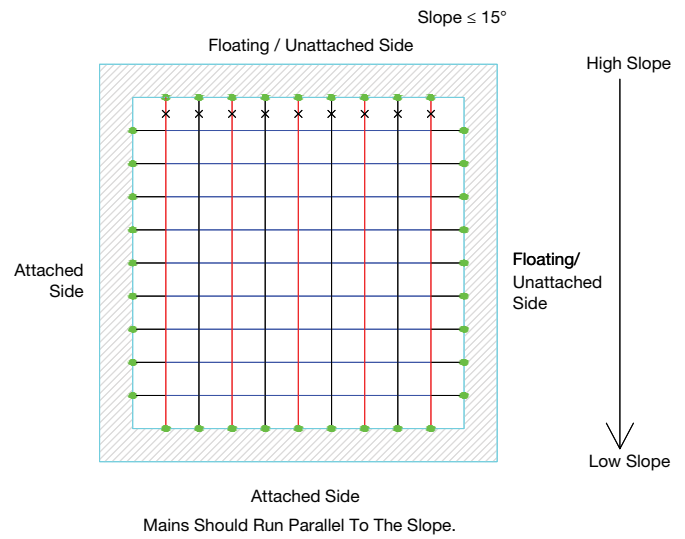 Slope ≤ 15°
Floating / Unattached Side
High Slope
Attached
Side
Floating/
Unattached
Side
Low Slope
Attached Side
Mains Should Run Parallel To The Slope.